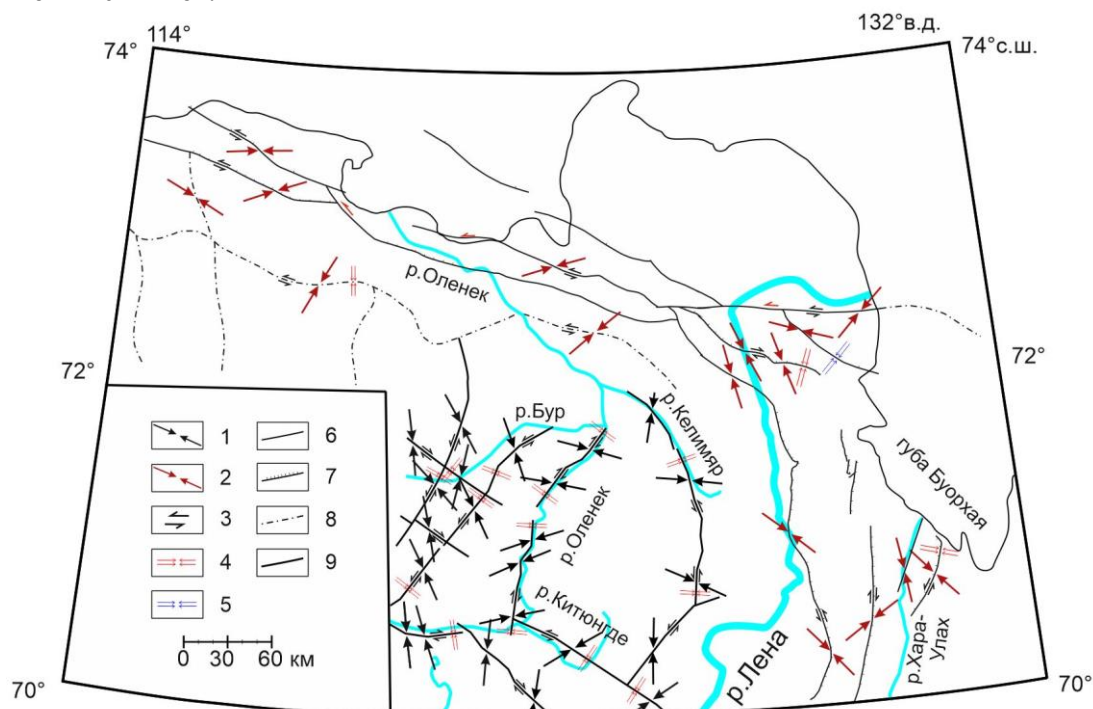 114°
132°в.д.
74°
74°с.ш.
р.Оленек
72°
72°
р.Бур
р.Келимяр
губа Буорхая
р.Оленек
р.Китюнгде
р.Лена
р.Хара-
Улах
1
6
2
7
3
8
4
9
5
0 30 60 км
70°
70°